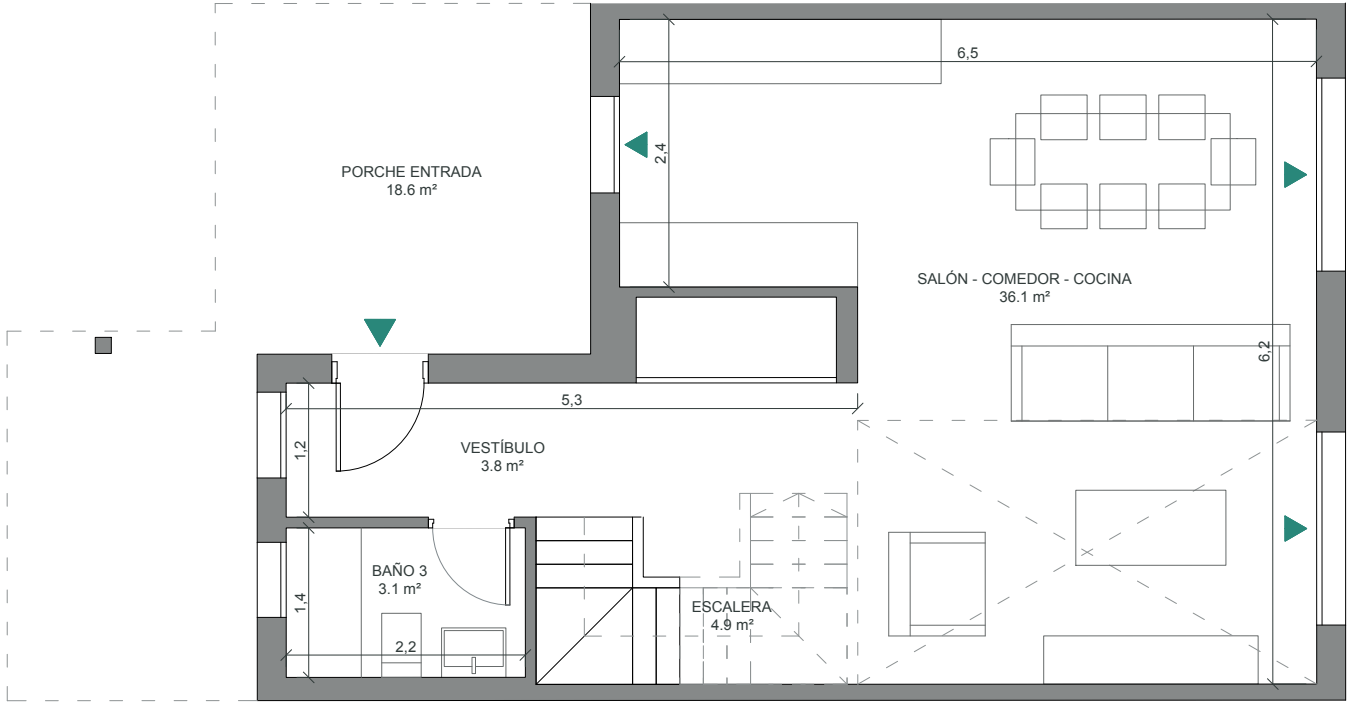 6,5
2,4
PORCHE ENTRADA
18.6 m²
SALÓN - COMEDOR - COCINA
36.1 m²
6,2
5,3
1,2
VESTÍBULO
3.8 m²
BAÑO 3
3.1 m²
1,4
ESCALERA
4.9 m²
2,2